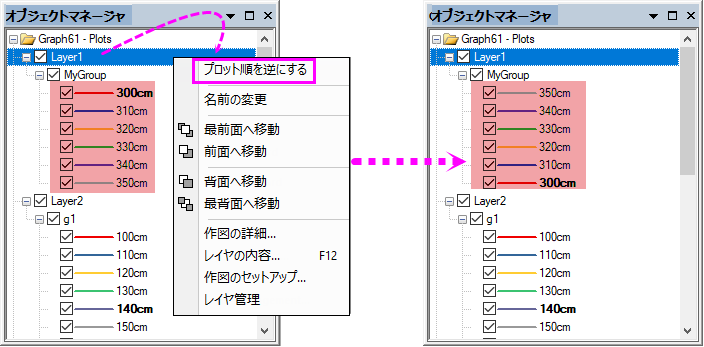 オブジェクトマネージャ
Graph61 - Plots
Layer1
MyGroup
300cm
310cm
320cm
330cm
340cm
350cm
Layer2
g1
100cm
110cm
120cm
130cm
140cm
150cm
プロット順を逆にする
名前の変更
最前面へ移動
前面へ移動
背面へ移動
最背面へ移動
作図の詳細...
レイヤの内容... F12
作図のセットアップ...
レイヤ管理
オブジェクトマネージャ
Graph61 - Plots
Layer1
MyGroup
350cm
340cm
330cm
320cm
310cm
300cm
Layer2
g1
100cm
110cm
120cm
130cm
140cm
150cm